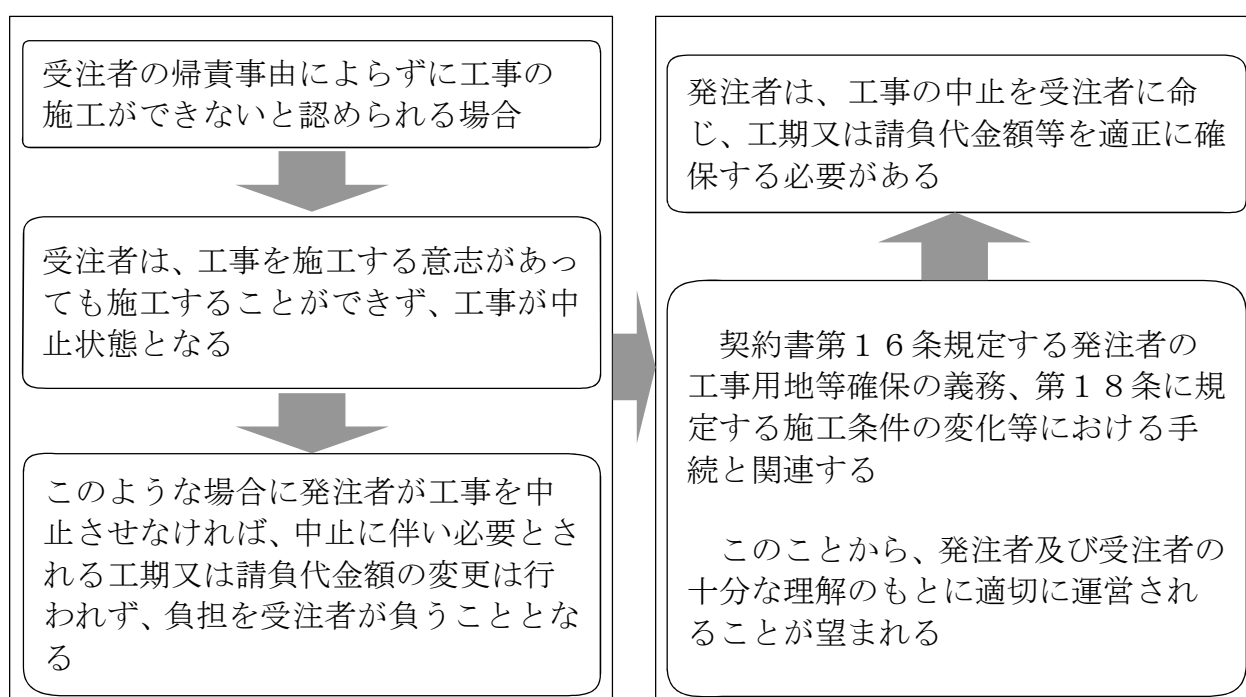 受注者の帰責事由によらずに工事の
施工ができないと認められる場合
受注者は、工事を施工する意志があっ
ても施工することができず、工事が中
止状態となる
このような場合に発注者が工事を中
止させなければ、中止に伴い必要とさ
れる工期又は請負代金額の変更は行
われず、負担を受注者が負うこととな
る
契約書第１６条規定する発注者の
工事用地等確保の義務、第１８条に規
定する施工条件の変化等における手
続と関連する
このことから、発注者及び受注者の
十分な理解のもとに適切に運営され
ることが望まれる
発注者は、工事の中止を受注者に命
じ、工期又は請負代金額等を適正に確
保する必要がある